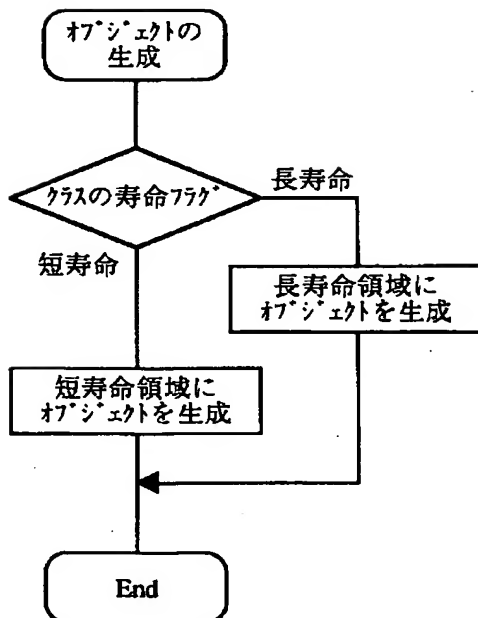 ｵﾌﾞｼﾞｪｸﾄの
生成
ｸﾗｽの寿命ﾌﾗｸﾞ
長寿命
短寿命
長寿命領域に
ｵﾌﾞｼﾞｪｸﾄを生成
短寿命領域に
ｵﾌﾞｼﾞｪｸﾄを生成
End